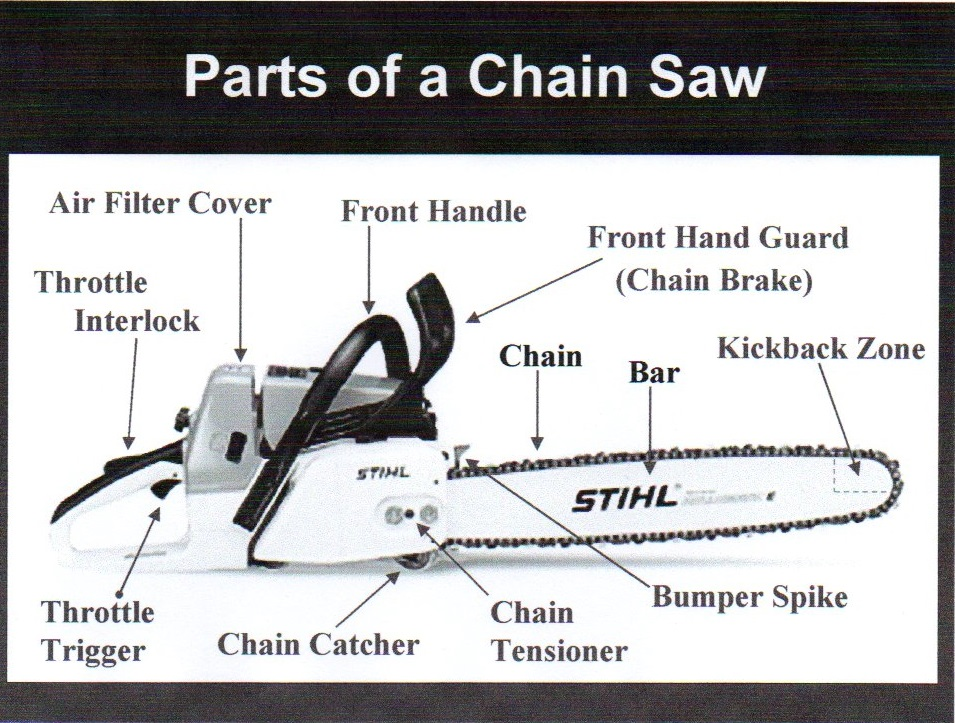 Parts of a Chain Saw
Air Filter Cover
Front Handle
Front Hand Guard
(Chain Brake)
Throttle
Interlock
Chain
Bar
Kickback Zone
STIHL
STIHL
Throttle
Trigger
Chain Catcher
Chain
Tensioner
Bumper Spike